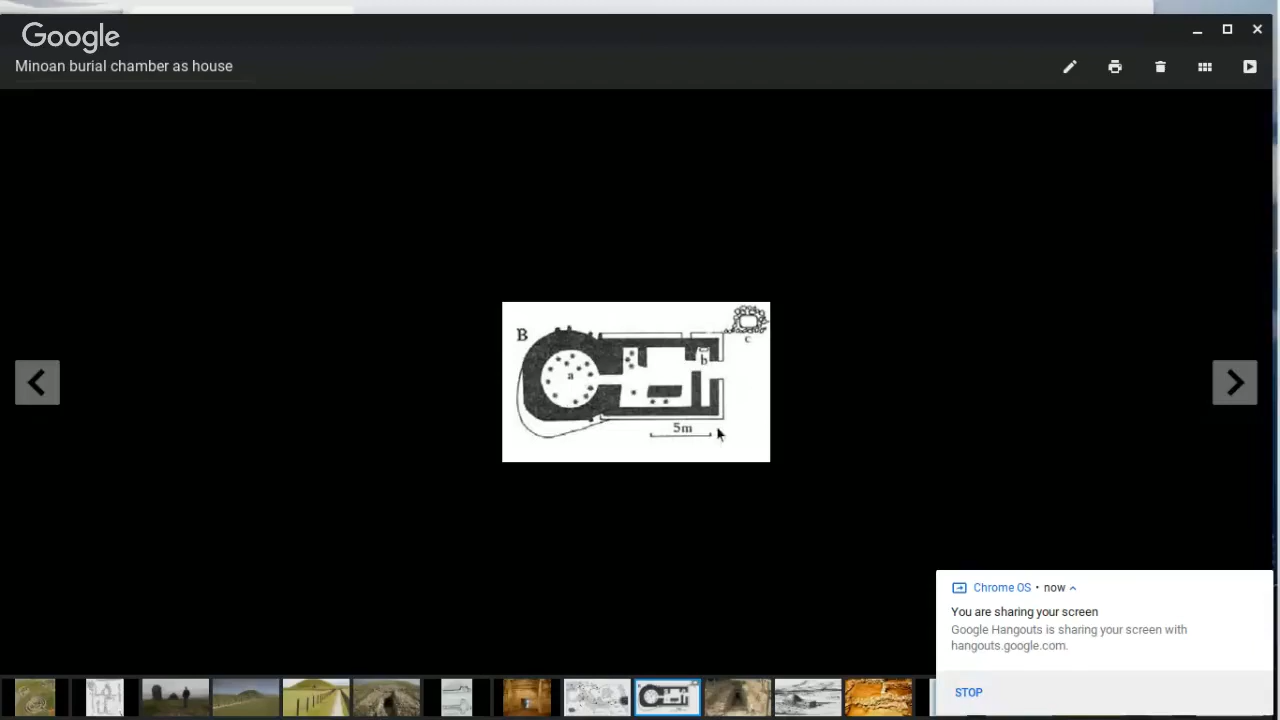 Google
Minoan burial chamber as house
B
a
b
c
5m
Chrome OS • now
You are sharing your screen
Google Hangouts is sharing your screen with
hangouts.google.com.
STOP